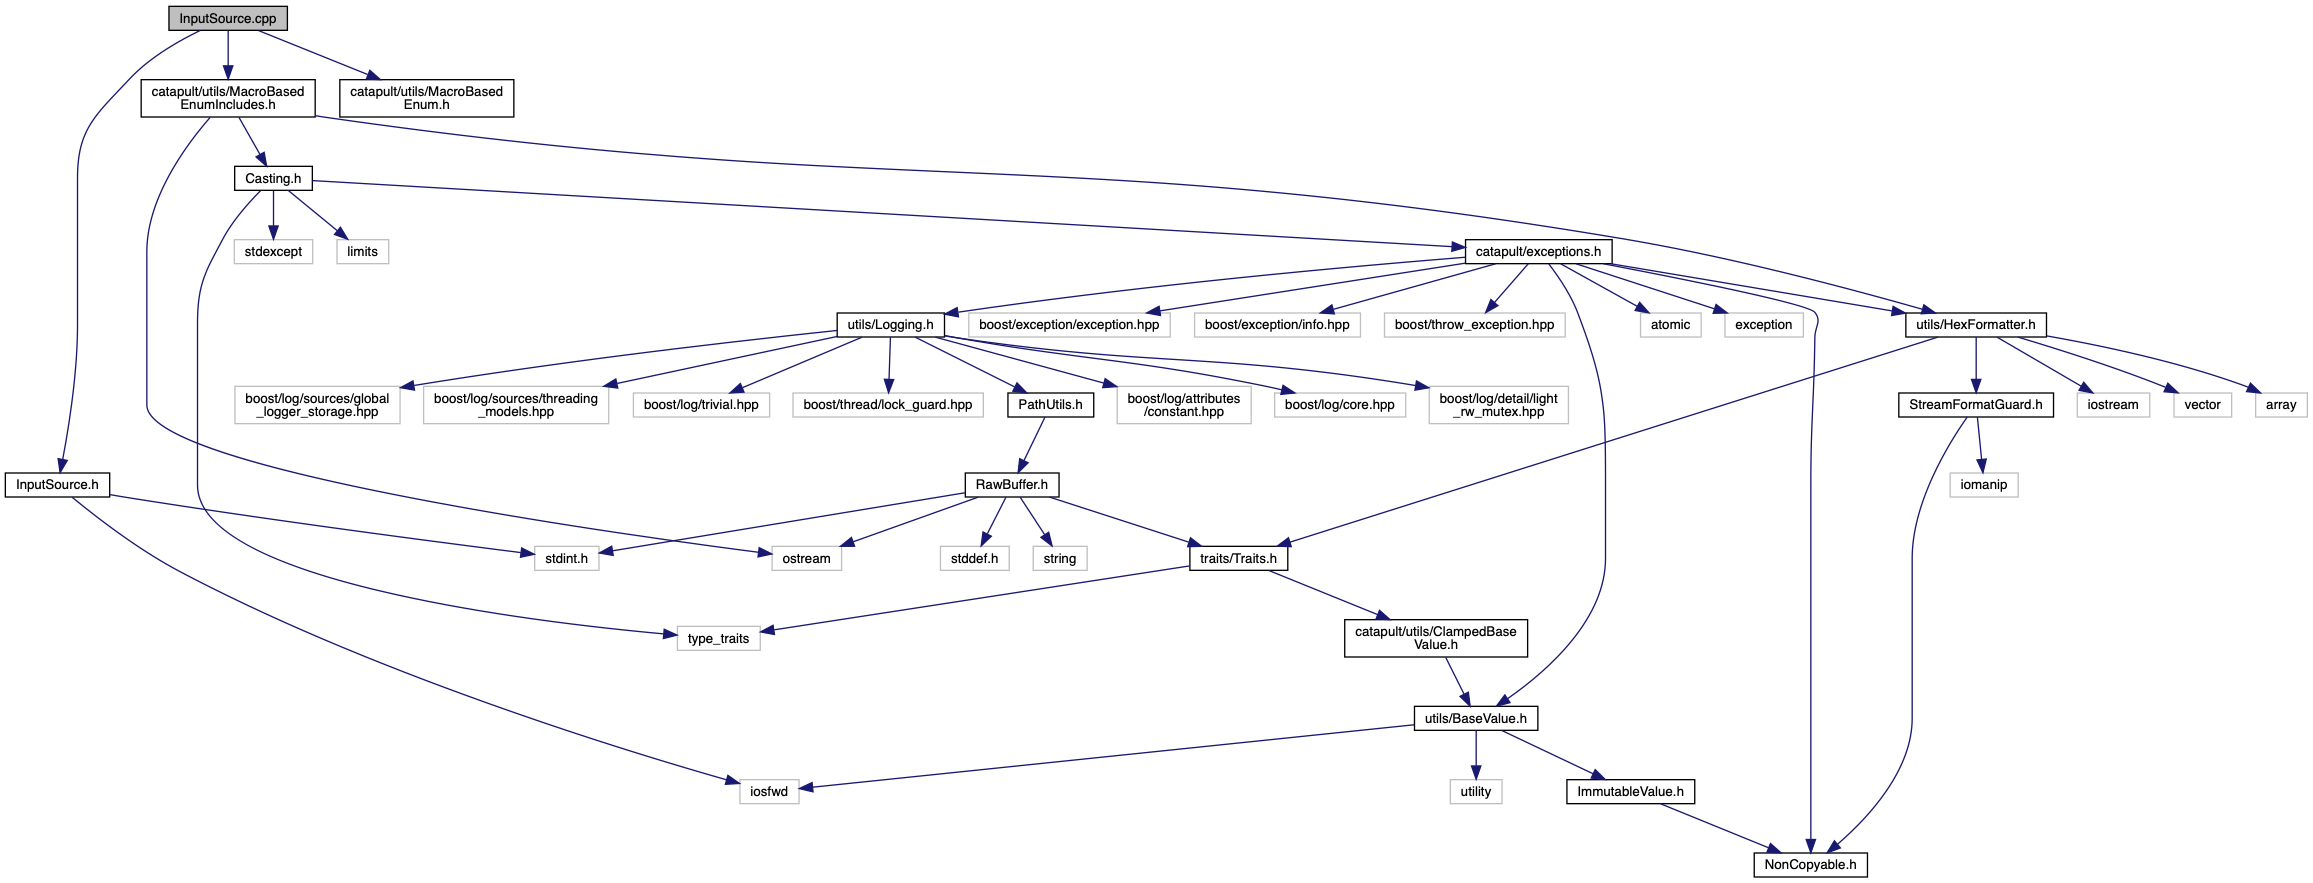 InputSource.cpp
catapult/utils/MacroBased
EnumIncludes.h
catapult/utils/MacroBased
Enum.h
Casting.h
stdexcept
limits
catapult/exceptions.h
utils/Logging.h
boost/exception/exception.hpp
boost/exception/info.hpp
boost/throw_exception.hpp
atomic
exception
utils/HexFormatter.h
boost/log/sources/global
_logger_storage.hpp
boost/log/sources/threading
_models.hpp
boost/log/trivial.hpp
boost/thread/lock_guard.hpp
PathUtils.h
boost/log/attributes
/constant.hpp
boost/log/core.hpp
boost/log/detail/light
_rw_mutex.hpp
StreamFormatGuard.h
iostream
vector
array
InputSource.h
RawBuffer.h
iomanip
stdint.h
ostream
stddef.h
string
traits/Traits.h
type_traits
catapult/utils/ClampedBase
Value.h
utils/BaseValue.h
iosfwd
utility
ImmutableValue.h
NonCopyable.h